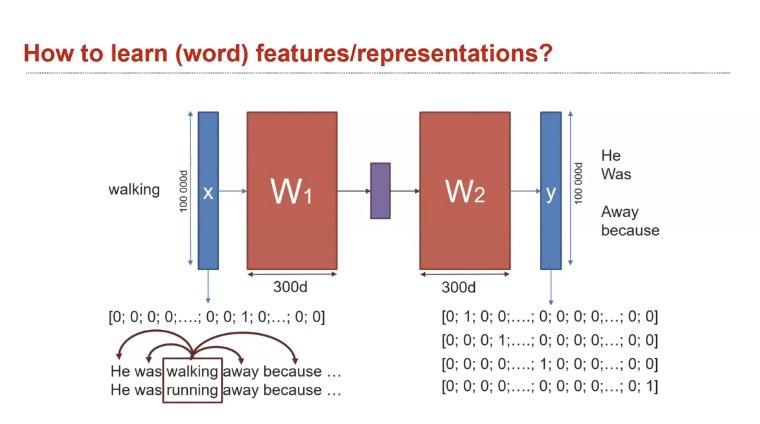 How to learn (word) features/representations?
walking
100 000p
x
W1
W2
y
100 000p
He
Was
Away
because
300d
300d
[0; 0; 0; 0;….; 0; 0; 1; 0;…; 0; 0]
He was walking away because …
He was running away because …
[0; 1; 0; 0;….; 0; 0; 0; 0;…; 0; 0]
[0; 0; 0; 1;….; 0; 0; 0; 0;…; 0; 0]
[0; 0; 0; 0;….; 1; 0; 0; 0;…; 0; 0]
[0; 0; 0; 0;….; 0; 0; 0; 0;…; 0; 1]